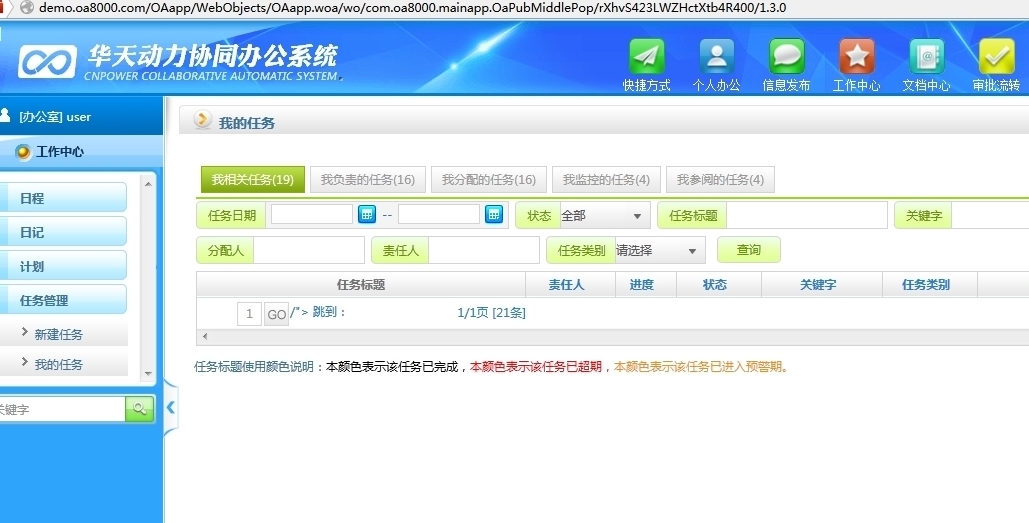 demo.oa8000.com/OAapp/WebObjects/OAapp.woa/wo/com.oa8000.mainapp.OaPubMiddlePop/rXhvS423LWZHctXtb4R400/1.3.0
华天动力协同办公系统
CNPOWER COLLABORATIVE AUTOMATIC SYSTEM
快捷方式 个人办公 信息发布 工作中心 文档中心 审批流转
[办公室] user
我的任务
工作中心
我相关任务(19) 我负责的任务(16) 我分配的任务(16) 我监控的任务(4) 我参阅的任务(4)
日程
日记
计划
任务管理
新建任务
我的任务
关键字
任务日期 -- 状态 全部 任务标题 关键字
分配人 责任人 任务类别 请选择 查询
任务标题 责任人 进度 状态 关键字 任务类别
1 GO /"> 跳到： 1/1页 [21条]
任务标题使用颜色说明：本颜色表示该任务已完成，本颜色表示该任务已超期，本颜色表示该任务已进入预警期。